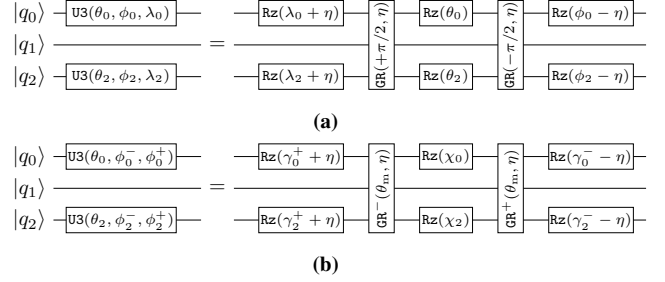 |q₀⟩ U3(θ₀, ϕ₀, λ₀) Rz(λ₀ + η) GR(+π/2, η) Rz(θ₀) GR(−π/2, η) Rz(ϕ₀ − η)
|q₁⟩ =
|q₂⟩ U3(θ₂, ϕ₂, λ₂) Rz(λ₂ + η) Rz(θ₂) Rz(ϕ₂ − η)
(a)
|q₀⟩ U3(θ₀, ϕ₀⁻, ϕ₀⁺) Rz(γ₀⁺ + η) GR⁻(θₘ, η) Rz(χ₀) GR⁺(θₘ, η) Rz(γ₀⁻ − η)
|q₁⟩ =
|q₂⟩ U3(θ₂, ϕ₂⁻, ϕ₂⁺) Rz(γ₂⁺ + η) Rz(χ₂) Rz(γ₂⁻ − η)
(b)